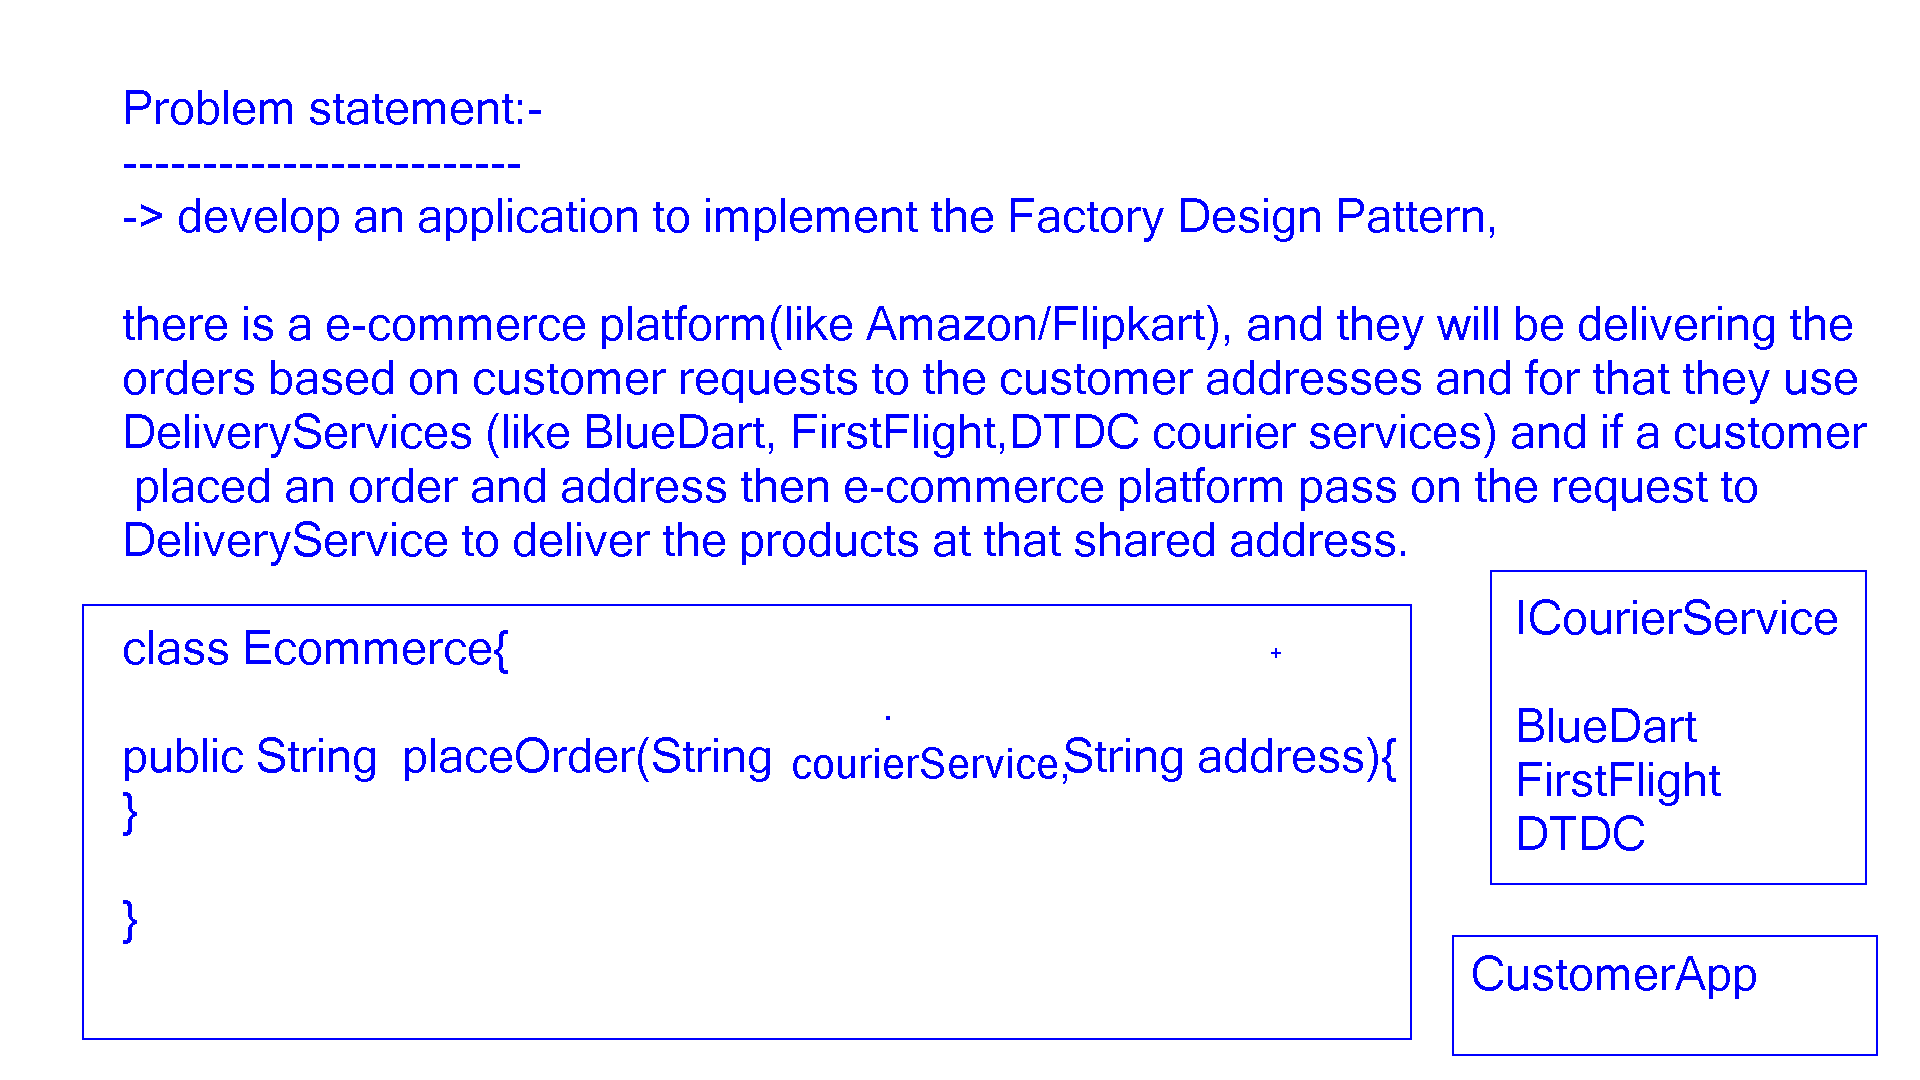 Problem statement:-
-------------------------
-> develop an application to implement the Factory Design Pattern,
there is a e-commerce platform(like Amazon/Flipkart), and they will be delivering the
orders based on customer requests to the customer addresses and for that they use
DeliveryServices (like BlueDart, FirstFlight,DTDC courier services) and if a customer
placed an order and address then e-commerce platform pass on the request to
DeliveryService to deliver the products at that shared address.
class Ecommerce{
+
.
public String placeOrder(String courierService,String address){
}
}
ICourierService
BlueDart
FirstFlight
DTDC
CustomerApp